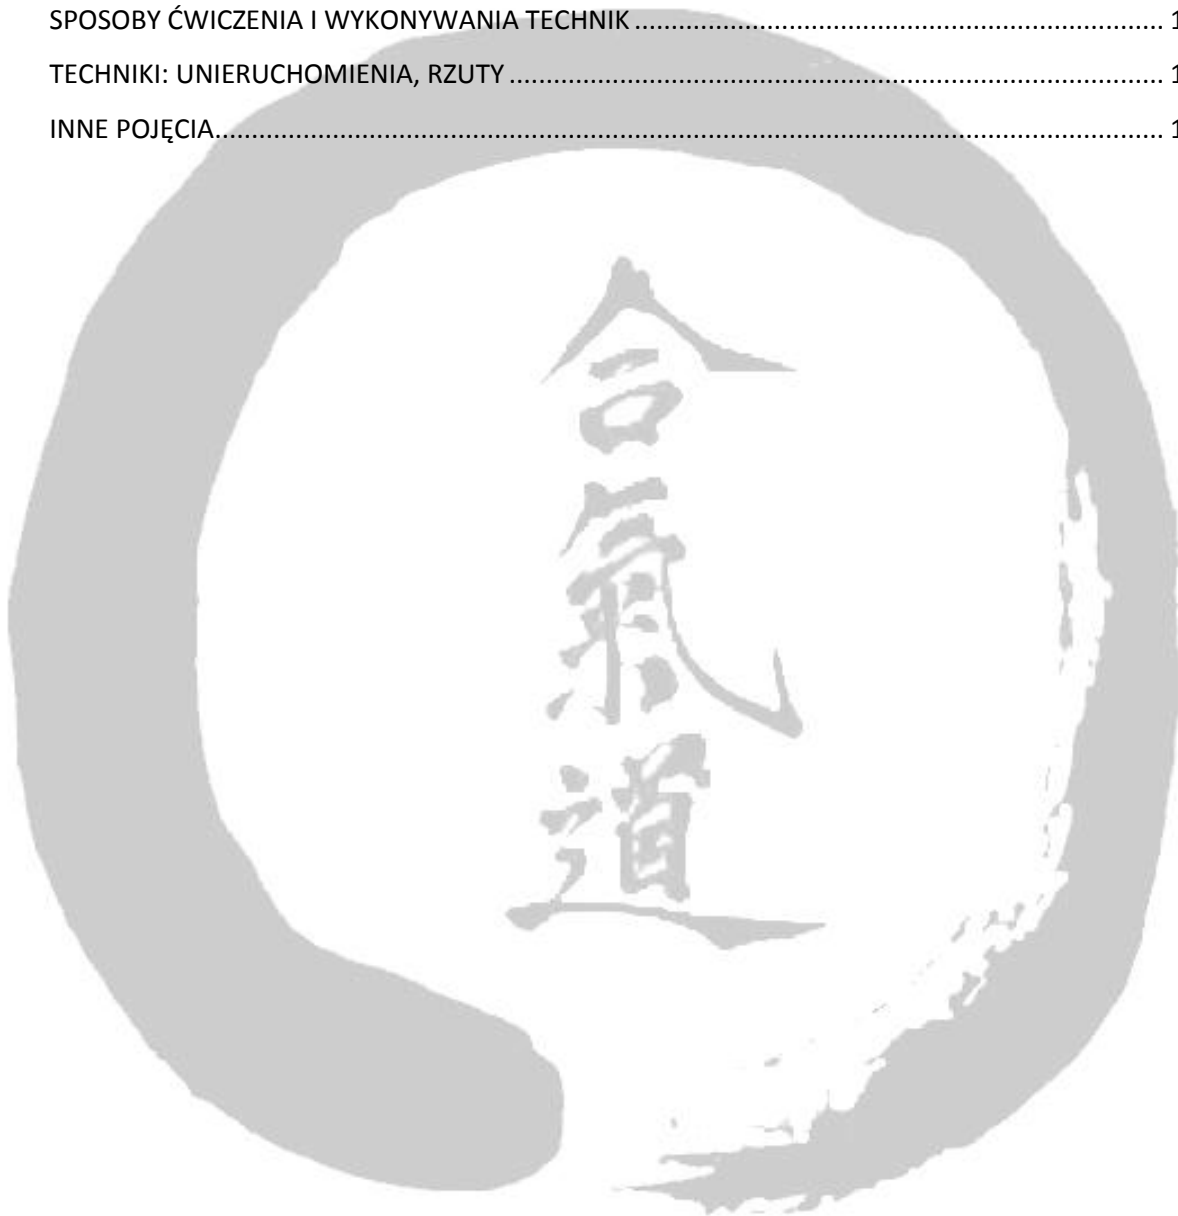 SPOSOBY ĆWICZENIA I WYKONYWANIA TECHNIK ........................................................................ 1
TECHNIKI: UNIERUCHOMIENIA, RZUTY ........................................................................................ 1
INNE POJĘCIA................................................................................................................................ 1
合
氣
道